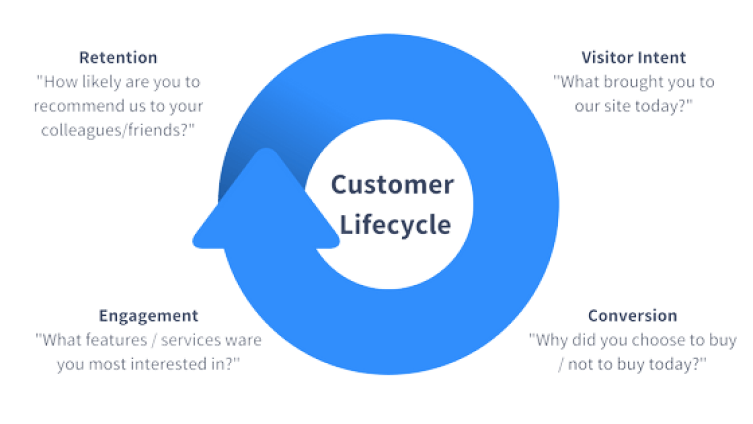 Retention
"How likely are you to
recommend us to your
colleagues/friends?"
Visitor Intent
"What brought you to
our site today?"
Customer
Lifecycle
Engagement
"What features / services ware
you most interested in?"
Conversion
"Why did you choose to buy
/ not to buy today?"